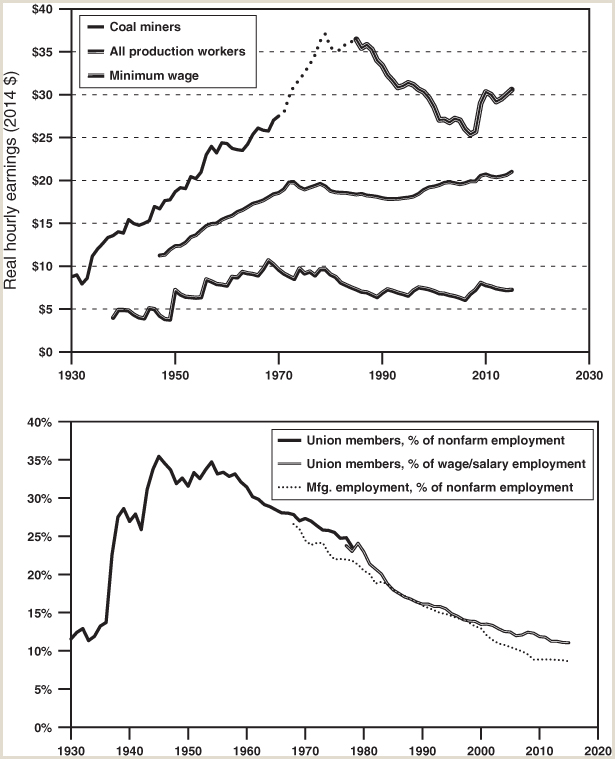 $40
$35
$30
$25
$20
$15
$10
$5
$0
Real hourly earnings (2014 $)
Coal miners
All production workers
Minimum wage
1930 1950 1970 1990 2010 2030
40%
35%
30%
25%
20%
15%
10%
5%
0%
Union members, % of nonfarm employment
Union members, % of wage/salary employment
Mfg. employment, % of nonfarm employment
1930 1940 1950 1960 1970 1980 1990 2000 2010 2020